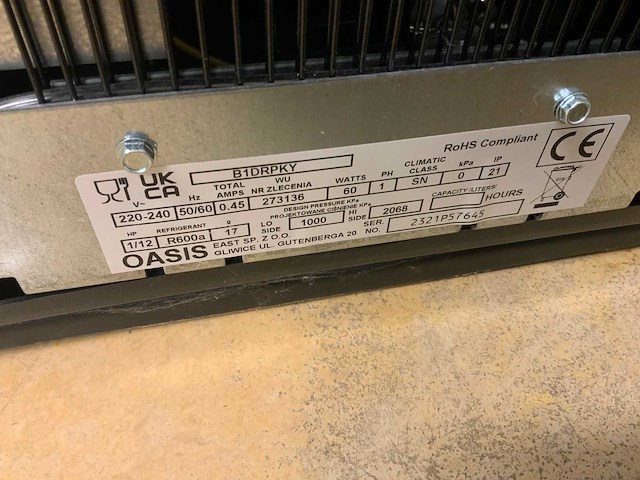 RoHS Compliant
CE
UK CA
B1DRPKY
V~ Hz TOTAL AMPS WU NR ZLECENIA WATTS PH CLIMATIC CLASS kPa IP
220-240 50/60 0.45 273136 60 1 SN 0 21
HP REFRIGERANT g DESIGN PRESSURE KPa PROJEKTOWANE CIŚNIENIE KPa CAPACITY /LITERS/ HOURS
1/12 R600a 17 LO SIDE 1000 HI SIDE 2068
SER. NO. 2321P57645
OASIS EAST SP. Z O.O.
GLIWICE UL. GUTENBERGA 20